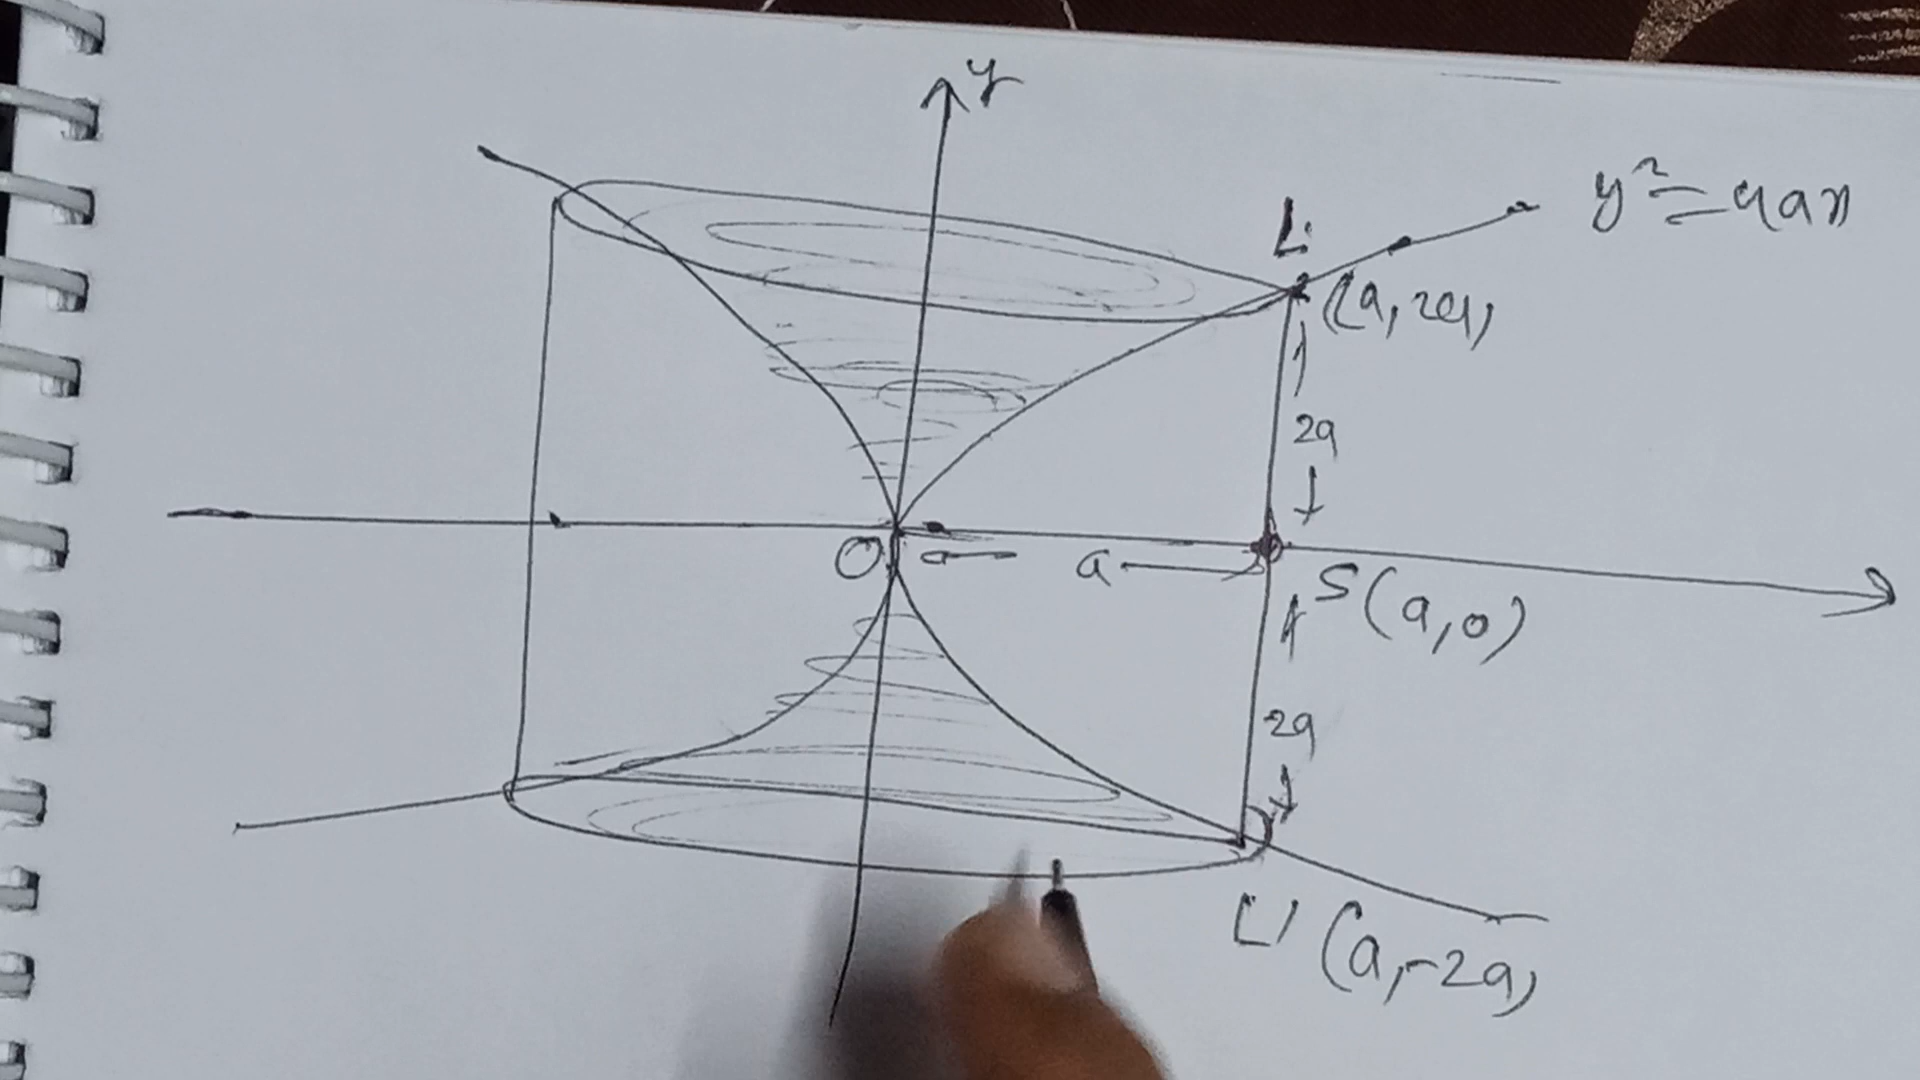 y
y² = 4ax
L
(a, 2a)
2a
O
a
S(a, 0)
2a
L' (a, -2a)